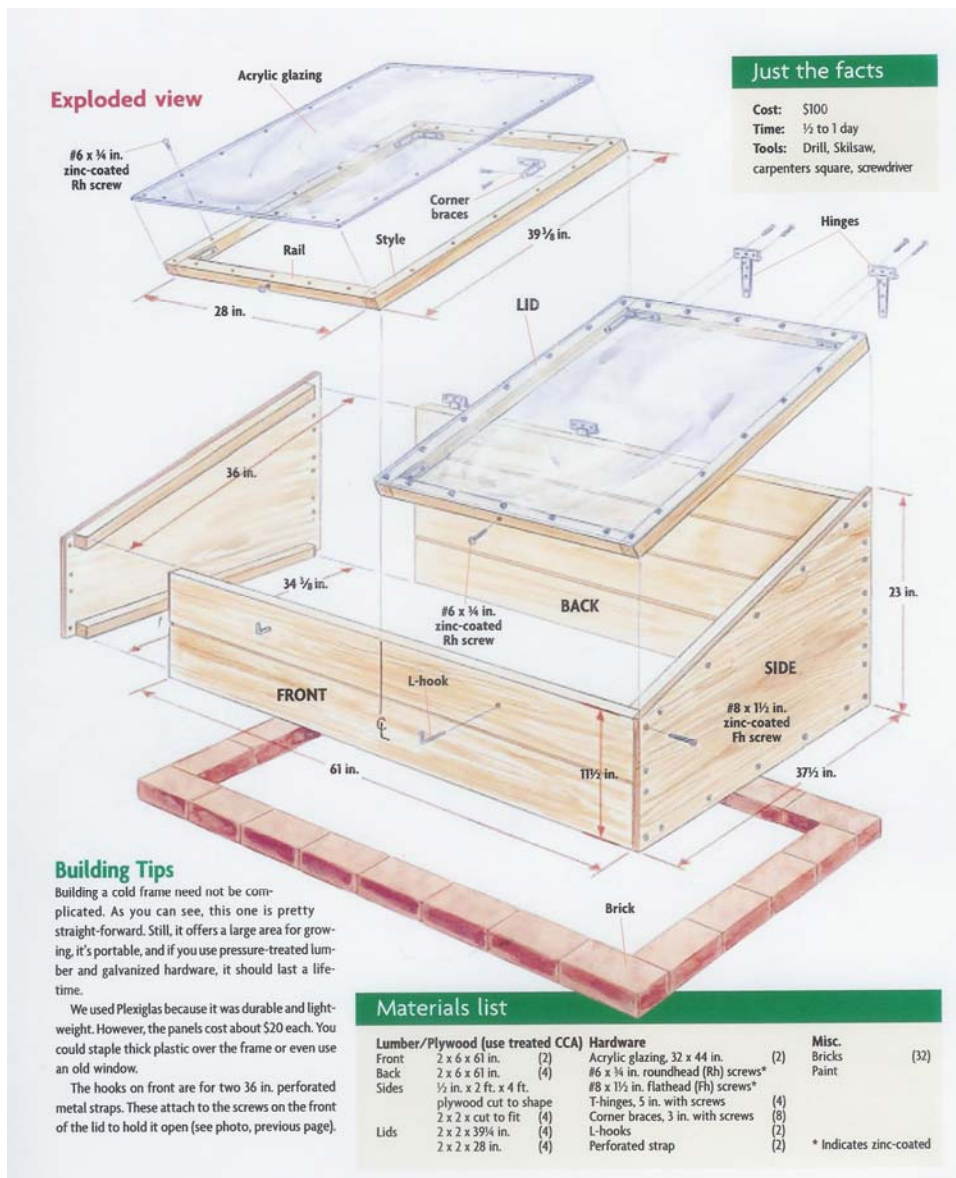 Exploded view
Acrylic glazing
#6 x ¾ in.
zinc-coated
Rh screw
Corner
braces
Rail
Style
39⅜ in.
28 in.
Just the facts
Cost: $100
Time: ½ to 1 day
Tools: Drill, Skilsaw,
carpenters square, screwdriver
Hinges
LID
36 in.
34 ⅜ in.
#6 x ¾ in.
zinc-coated
Rh screw
BACK
23 in.
SIDE
L-hook
FRONT
#8 x 1½ in.
zinc-coated
Fh screw
61 in.
11½ in.
37½ in.
Brick
Building Tips
Building a cold frame need not be com-
plicated. As you can see, this one is pretty
straight-forward. Still, it offers a large area for grow-
ing, it's portable, and if you use pressure-treated lum-
ber and galvanized hardware, it should last a life-
time.
We used Plexiglas because it was durable and light-
weight. However, the panels cost about $20 each. You
could staple thick plastic over the frame or even use
an old window.
The hooks on front are for two 36 in. perforated
metal straps. These attach to the screws on the front
of the lid to hold it open (see photo, previous page).
Materials list
Lumber/Plywood (use treated CCA)
Front 2 x 6 x 61 in. (2)
Back 2 x 6 x 61 in. (4)
Sides ½ in. x 2 ft. x 4 ft.
plywood cut to shape
2 x 2 x cut to fit (4)
Lids 2 x 2 x 39¼ in. (4)
2 x 2 x 28 in. (4)
Hardware
Acrylic glazing, 32 x 44 in. (2)
#6 x ¾ in. roundhead (Rh) screws*
#8 x 1½ in. flathead (Fh) screws*
T-hinges, 5 in. with screws (4)
Corner braces, 3 in. with screws (8)
L-hooks (2)
Perforated strap (2)
Misc.
Bricks (32)
Paint
* Indicates zinc-coated